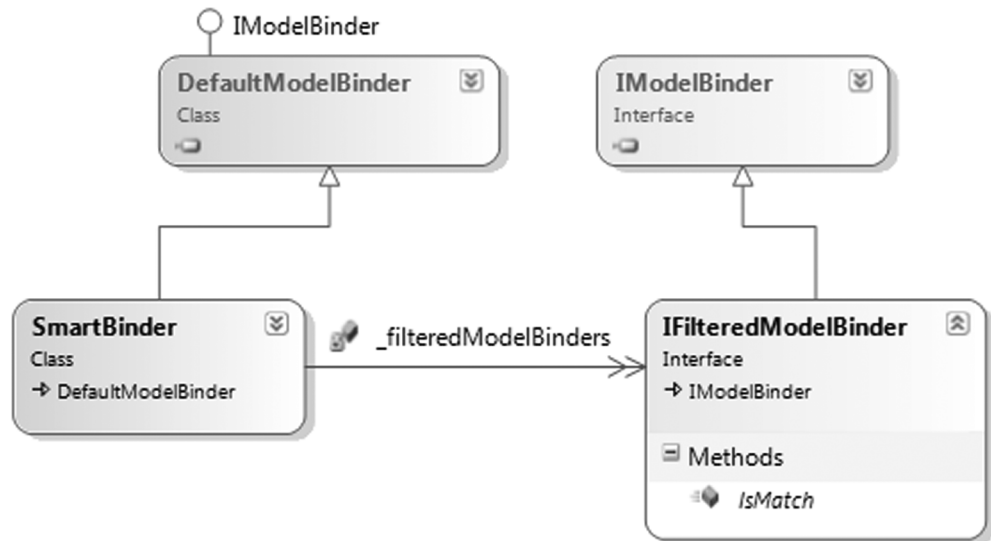 IModelBinder
DefaultModelBinder
Class
IModelBinder
Interface
SmartBinder
Class
DefaultModelBinder
_filteredModelBinders
IFilteredModelBinder
Interface
IModelBinder
Methods
IsMatch